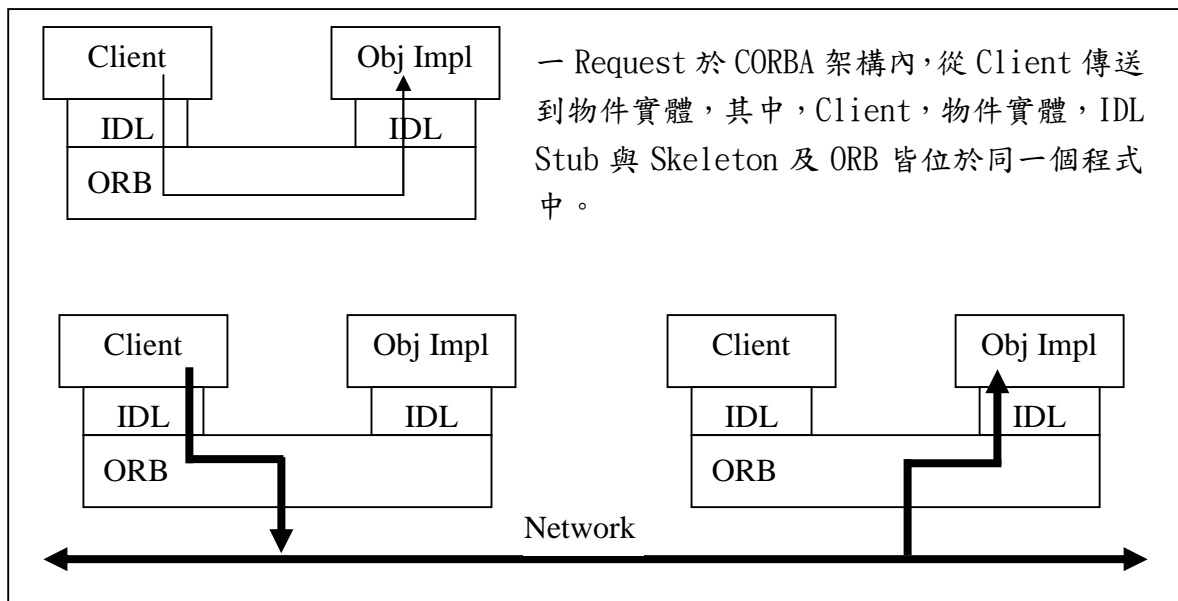 Client
Obj Impl
IDL
IDL
ORB
一 Request 於 CORBA 架構內,從 Client 傳送
到物件實體,其中,Client,物件實體,IDL
Stub 與 Skeleton 及 ORB 皆位於同一個程式
中。
Client
Obj Impl
Client
Obj Impl
IDL
IDL
IDL
IDL
ORB
ORB
Network